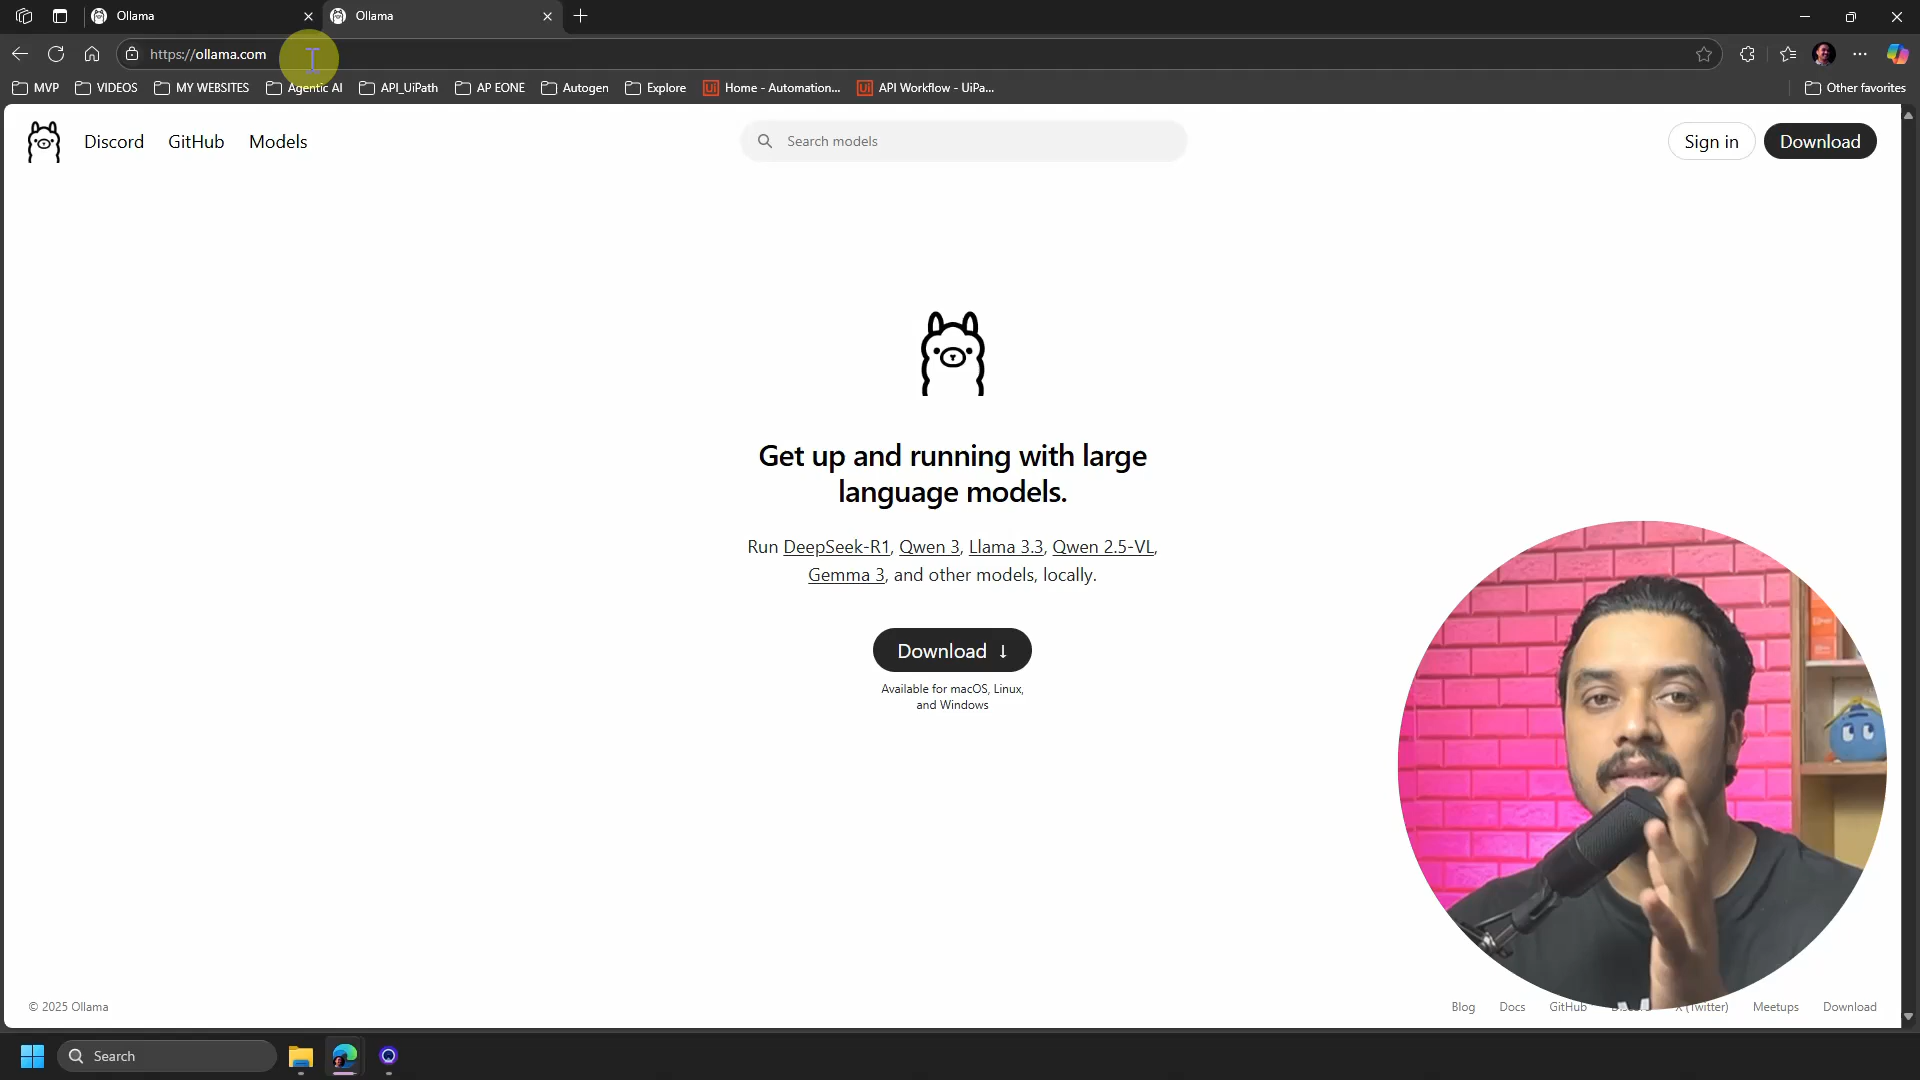 Ollama
Ollama
https://ollama.com
MVP
VIDEOS
MY WEBSITES
Agentic AI
API_UiPath
AP EONE
Autogen
Explore
Ui Home - Automation...
Ui API Workflow - UiPa...
Other favorites
Discord
GitHub
Models
Search models
Sign in
Download
Get up and running with large
language models.
Run DeepSeek-R1, Qwen 3, Llama 3.3, Qwen 2.5-VL,
Gemma 3, and other models, locally.
Download ↓
Available for macOS, Linux,
and Windows
© 2025 Ollama
Blog
Docs
GitHub
X (Twitter)
Meetups
Download
Search